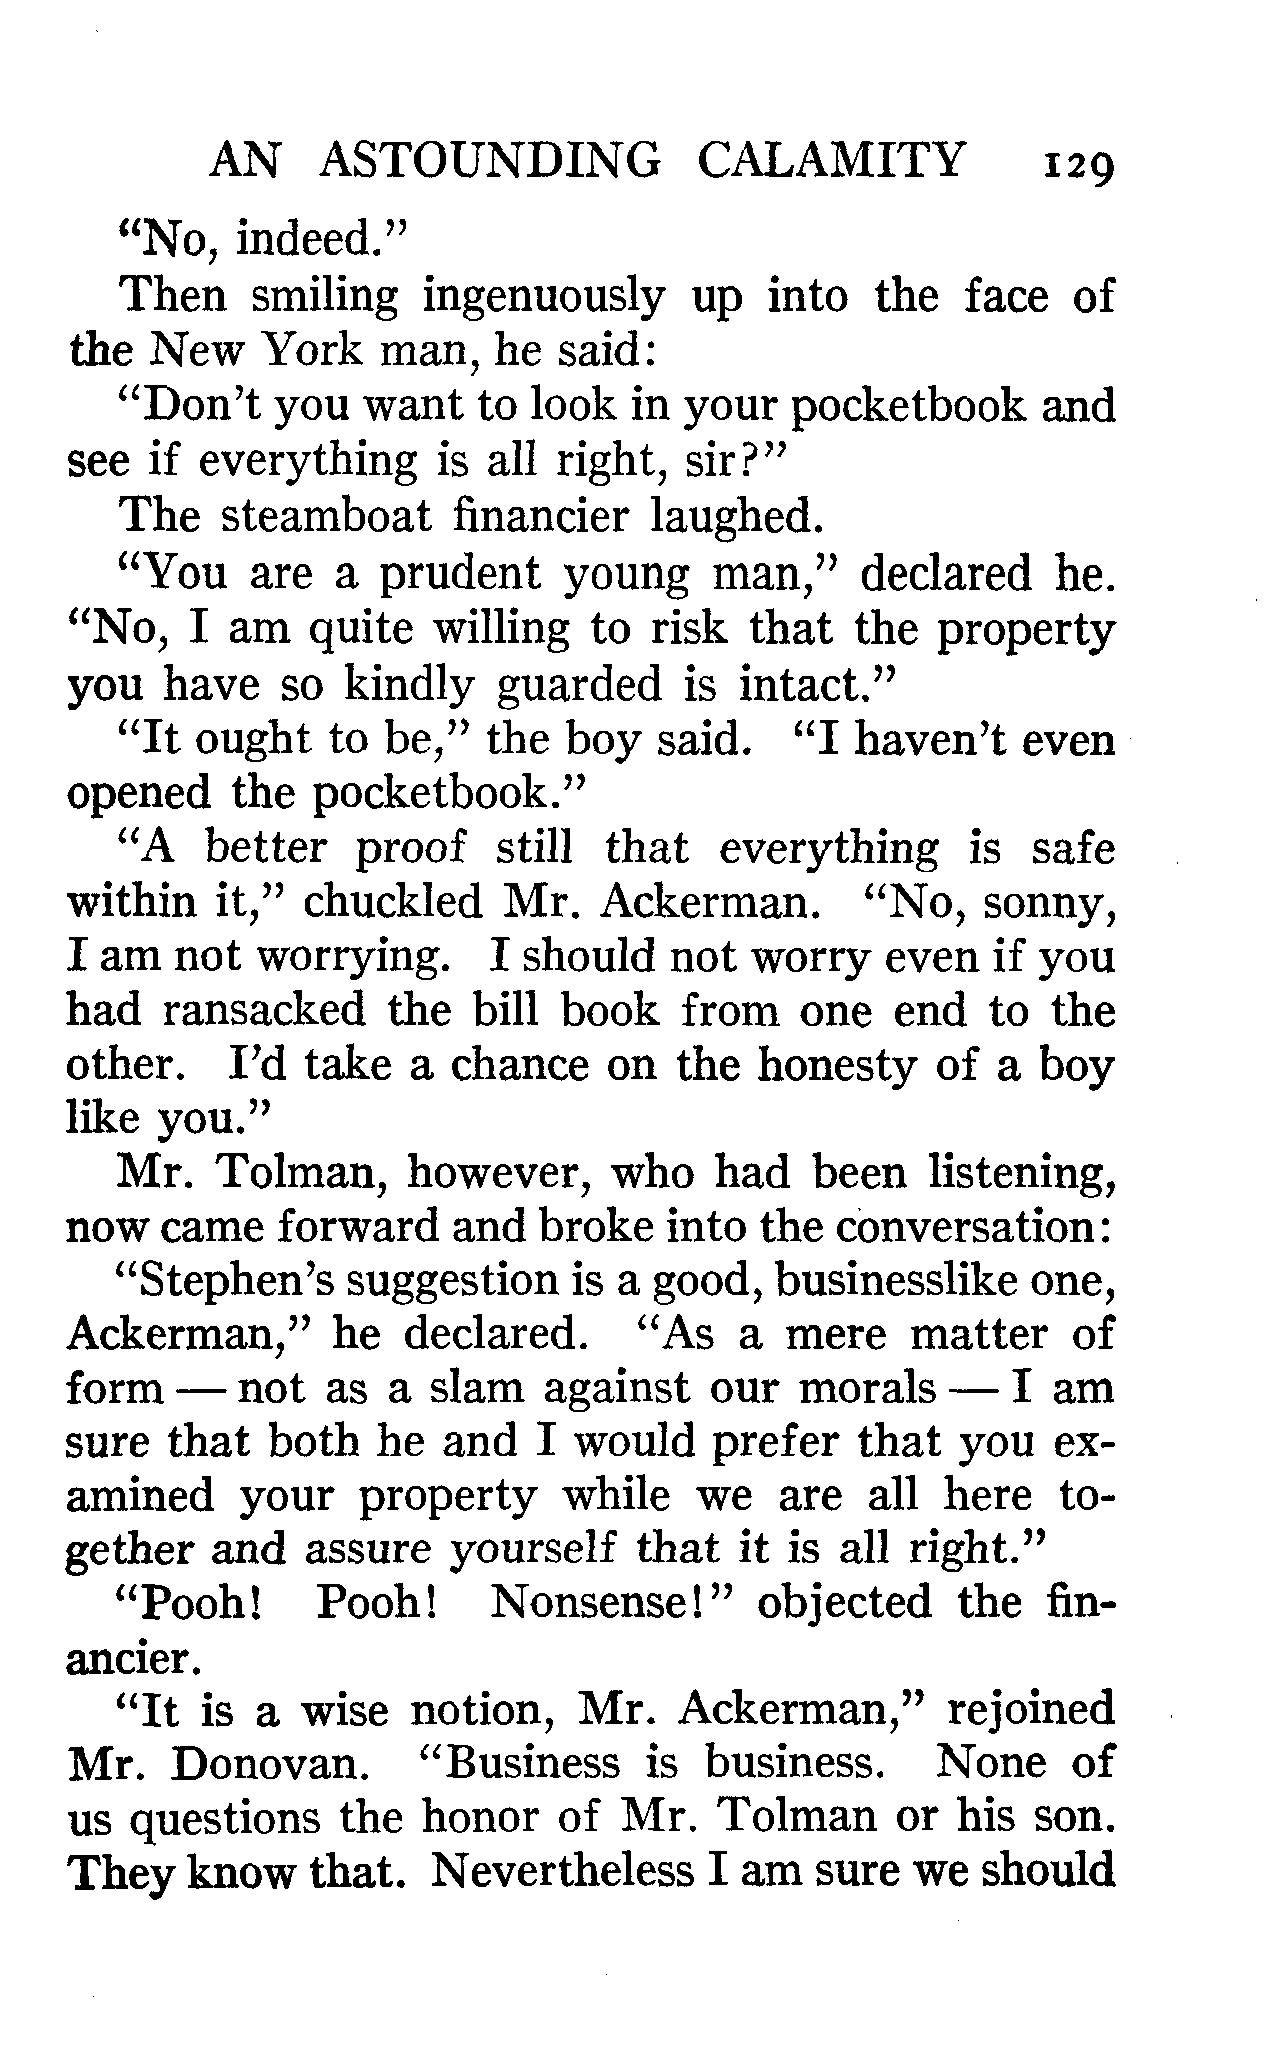 AN ASTOUNDING CALAMITY 129
“No, indeed.”
Then smiling ingenuously up into the face of
the New York man, he said:
“Don't you want to look in your pocketbook and
see if everything is all right, sir?”
The steamboat financier laughed.
“You are a prudent young man,” declared he.
“No, I am quite willing to risk that the property
you have so kindly guarded is intact.”
“It ought to be,” the boy said. “I haven't even
opened the pocketbook.”
“A better proof still that everything is safe
within it,” chuckled Mr. Ackerman. “No, sonny,
I am not worrying. I should not worry even if you
had ransacked the bill book from one end to the
other. I'd take a chance on the honesty of a boy
like you.”
Mr. Tolman, however, who had been listening,
now came forward and broke into the conversation:
“Stephen's suggestion is a good, businesslike one,
Ackerman,” he declared. “As a mere matter of
form — not as a slam against our morals — I am
sure that both he and I would prefer that you ex-
amined your property while we are all here to-
gether and assure yourself that it is all right.”
“Pooh! Pooh! Nonsense!” objected the fin-
ancier.
“It is a wise notion, Mr. Ackerman,” rejoined
Mr. Donovan. “Business is business. None of
us questions the honor of Mr. Tolman or his son.
They know that. Nevertheless I am sure we should